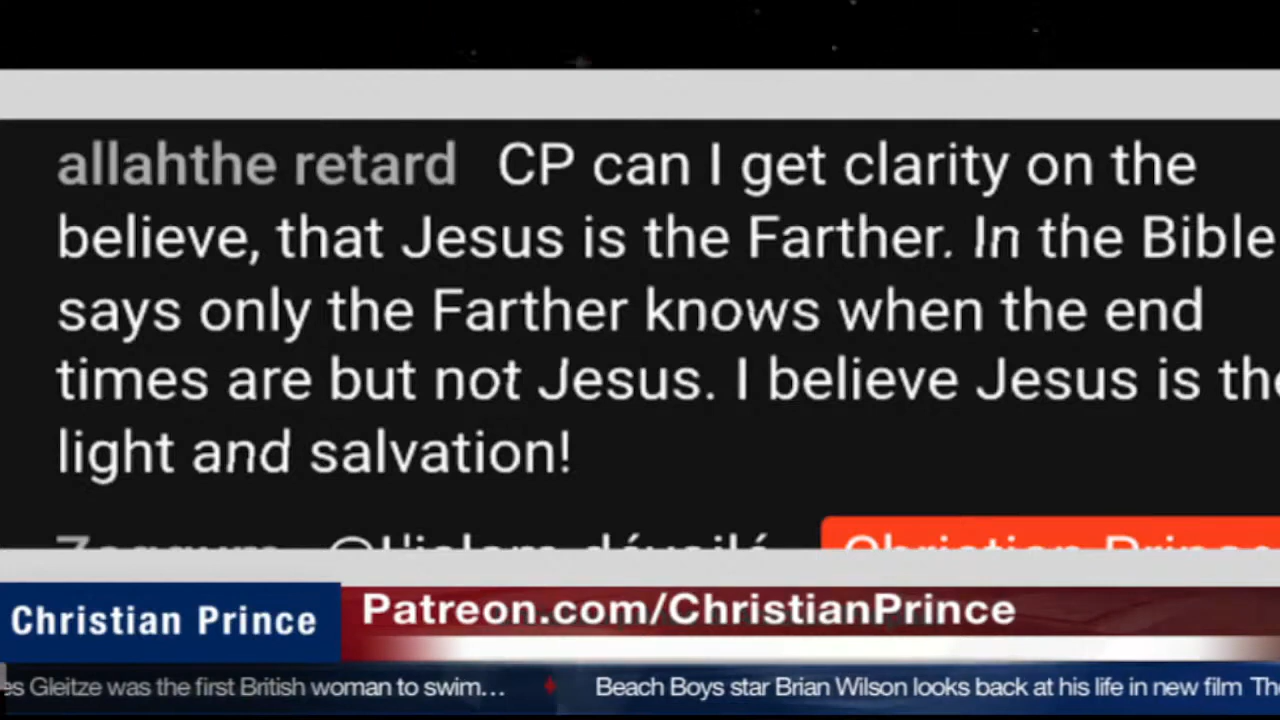 allahthe retard CP can I get clarity on the
believe, that Jesus is the Farther. In the Bible
says only the Farther knows when the end
times are but not Jesus. I believe Jesus is the
light and salvation!
Christian Prince
Christian Prince Patreon.com/ChristianPrince
es Gleitze was the first British woman to swim... Beach Boys star Brian Wilson looks back at his life in new film The